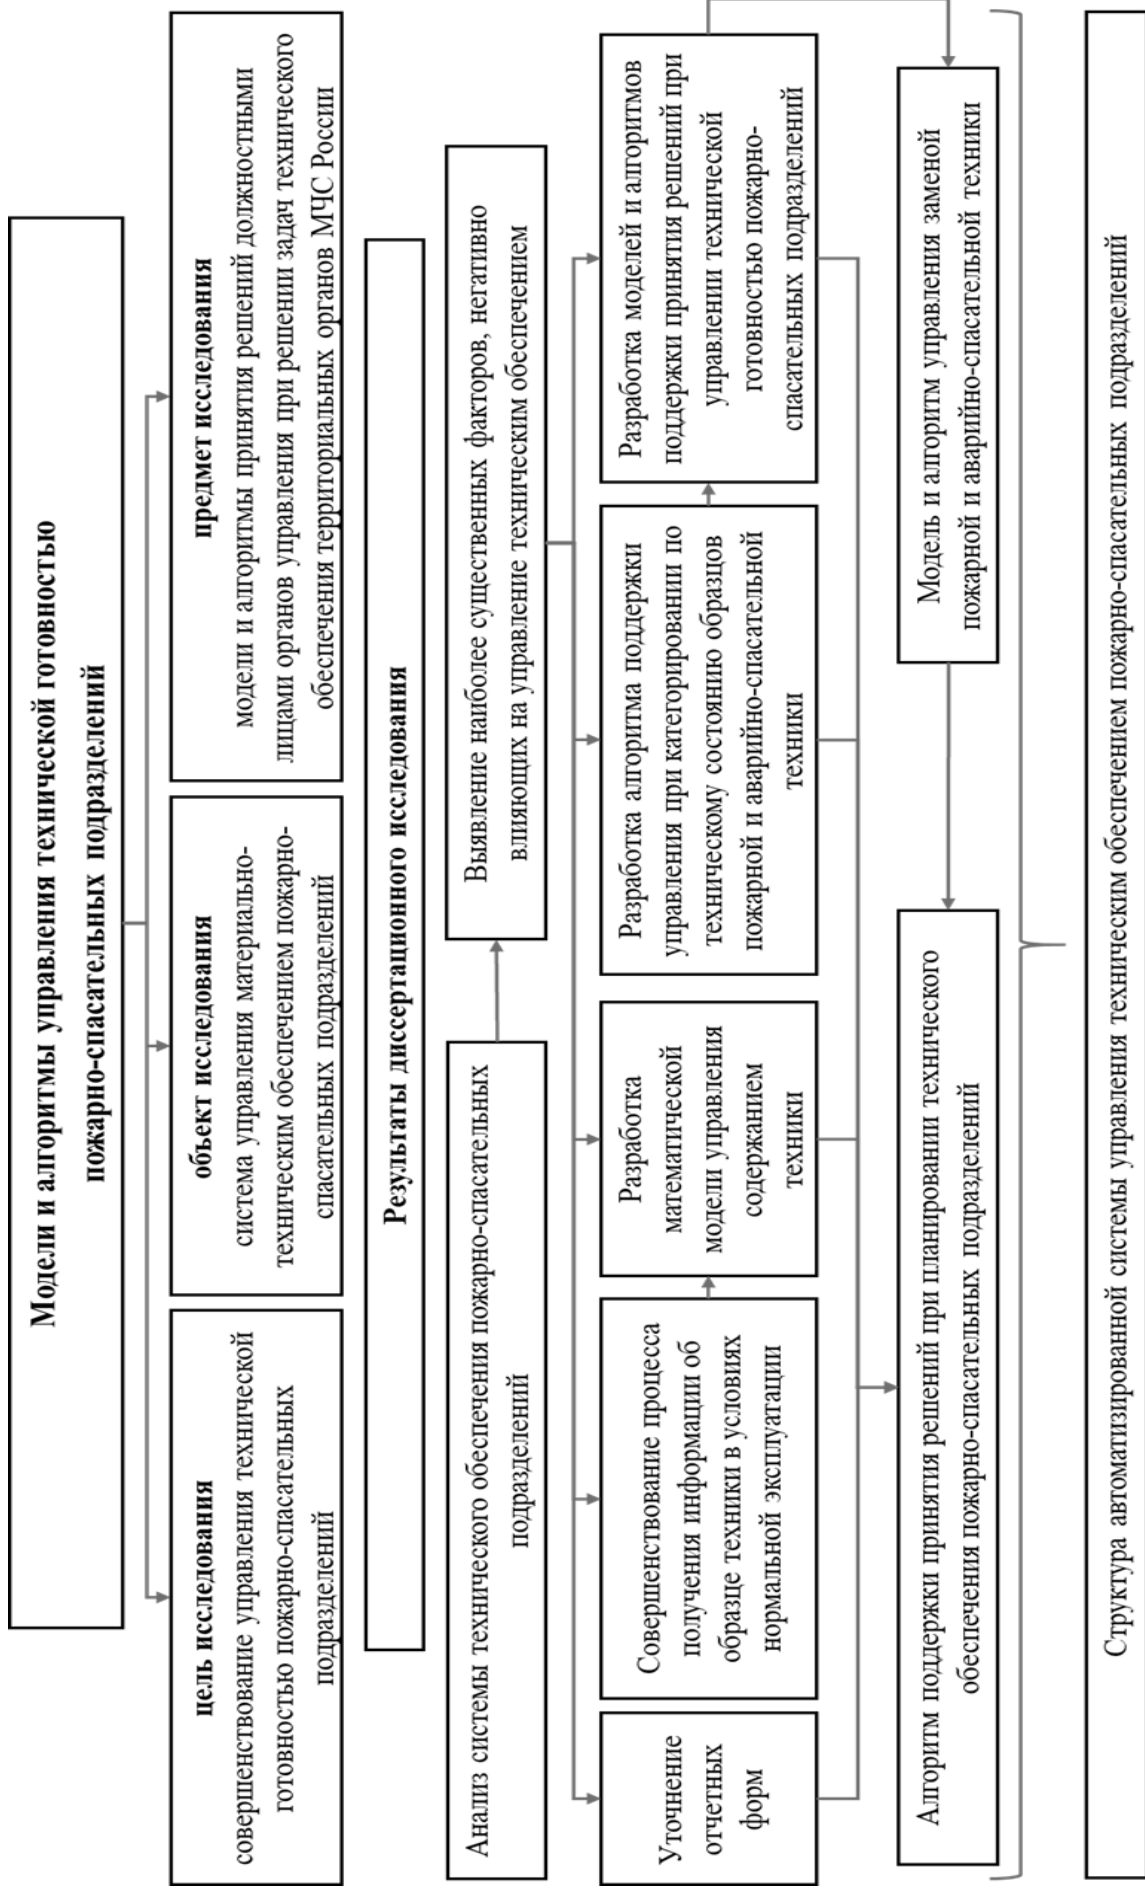 Модели и алгоритмы управления технической готовностью
пожарно-спасательных подразделений
цель исследования
совершенствование управления технической
готовностью пожарно-спасательных
подразделений
объект исследования
система управления материально-
техническим обеспечением пожарно-
спасательных подразделений
предмет исследования
модели и алгоритмы принятия решений должностными
лицами органов управления при решении задач технического
обеспечения территориальных органов МЧС России
Результаты диссертационного исследования
Анализ системы технического обеспечения пожарно-спасательных
подразделений
Выявление наиболее существенных факторов, негативно
влияющих на управление техническим обеспечением
Уточнение
отчетных
форм
Совершенствование процесса
получения информации об
образце техники в условиях
нормальной эксплуатации
Разработка
математической
модели управления
содержанием
техники
Разработка алгоритма поддержки
управления при категорировании по
техническому состоянию образцов
пожарной и аварийно-спасательной
техники
Разработка моделей и алгоритмов
поддержки принятия решений при
управлении технической
готовностью пожарно-
спасательных подразделений
Алгоритм поддержки принятия решений при планировании технического
обеспечения пожарно-спасательных подразделений
Модель и алгоритм управления заменой
пожарной и аварийно-спасательной техники
Структура автоматизированной системы управления техническим обеспечением пожарно-спасательных подразделений